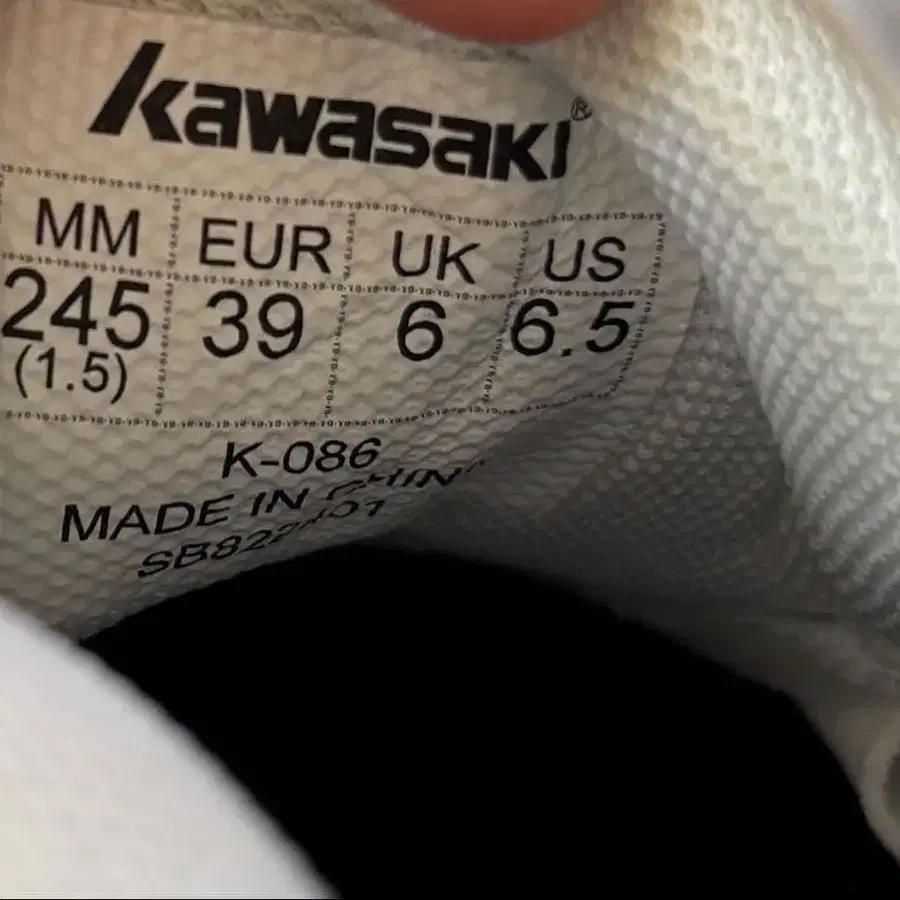 Kawasaki®
MM EUR UK US
245 39 6 6.5
(1.5)
K-086
MADE IN CHINA